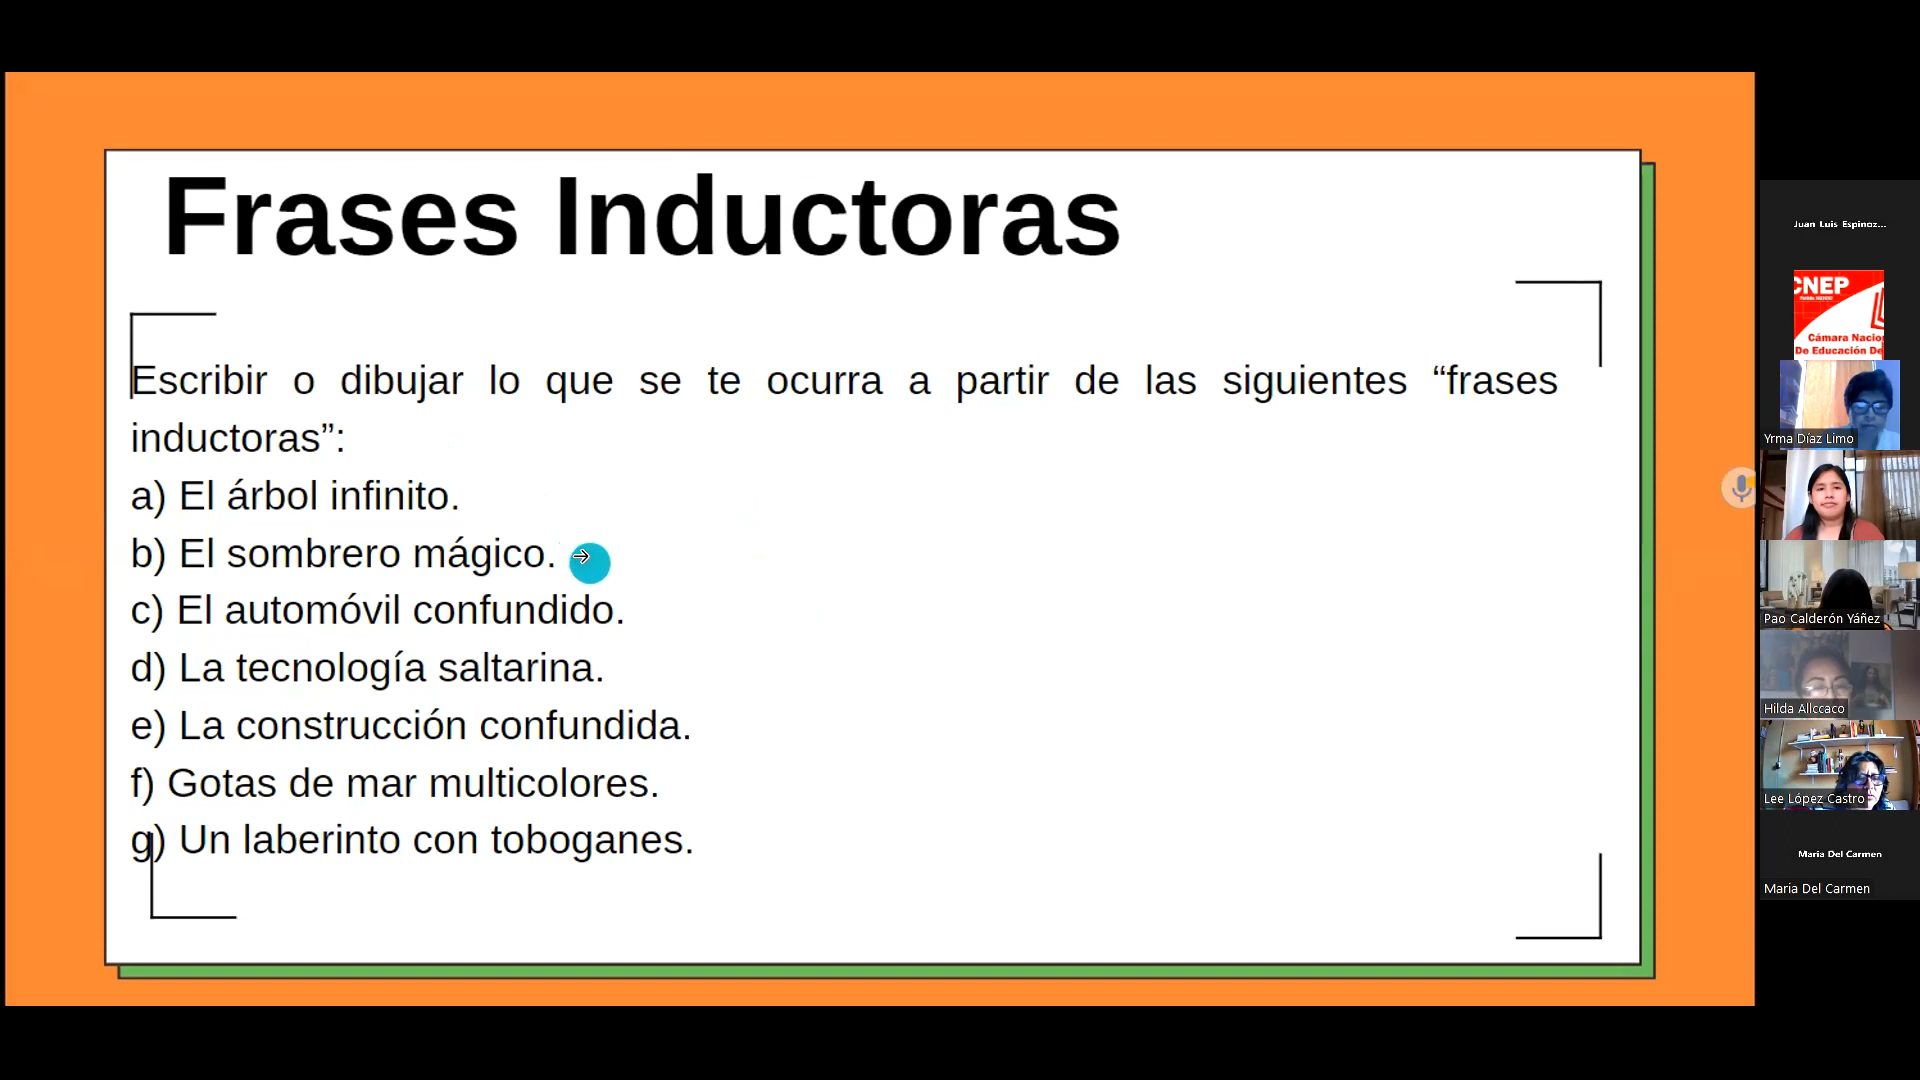 Frases Inductoras
Escribir o dibujar lo que se te ocurra a partir de las siguientes “frases
inductoras”:
a) El árbol infinito.
b) El sombrero mágico.
c) El automóvil confundido.
d) La tecnología saltarina.
e) La construcción confundida.
f) Gotas de mar multicolores.
g) Un laberinto con toboganes.
Juan Luis Espinoz...
CNEP
Cámara Nacio
De Educación De
Yrma Díaz Limo
Pao Calderón Yáñez
Hilda Allccaco
Lee López Castro
Maria Del Carmen
Maria Del Carmen